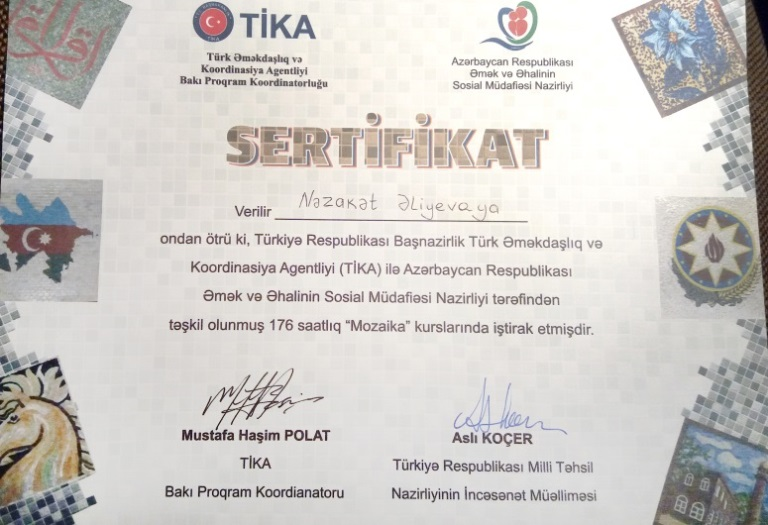 TİKA
Türk Əməkdaşlıq və
Koordinasiya Agentliyi
Bakı Proqram Koordinatorluğu
Azərbaycan Respublikası
Əmək və Əhalinin
Sosial Müdafiəsi Nazirliyi
SERTİFİKAT
Verilir Nəzakət Əliyevaya
ondan ötrü ki, Türkiyə Respublikası Başnazirlik Türk Əməkdaşlıq və
Koordinasiya Agentliyi (TİKA) ilə Azərbaycan Respublikası
Əmək və Əhalinin Sosial Müdafiəsi Nazirliyi tərəfindən
təşkil olunmuş 176 saatlıq “Mozaika” kurslarında iştirak etmişdir.
Mustafa Haşim POLAT
TİKA
Bakı Proqram Koordianatoru
Aslı KOÇER
Türkiyə Respublikası Milli Təhsil
Nazirliyinin İncəsənət Müəlliməsi